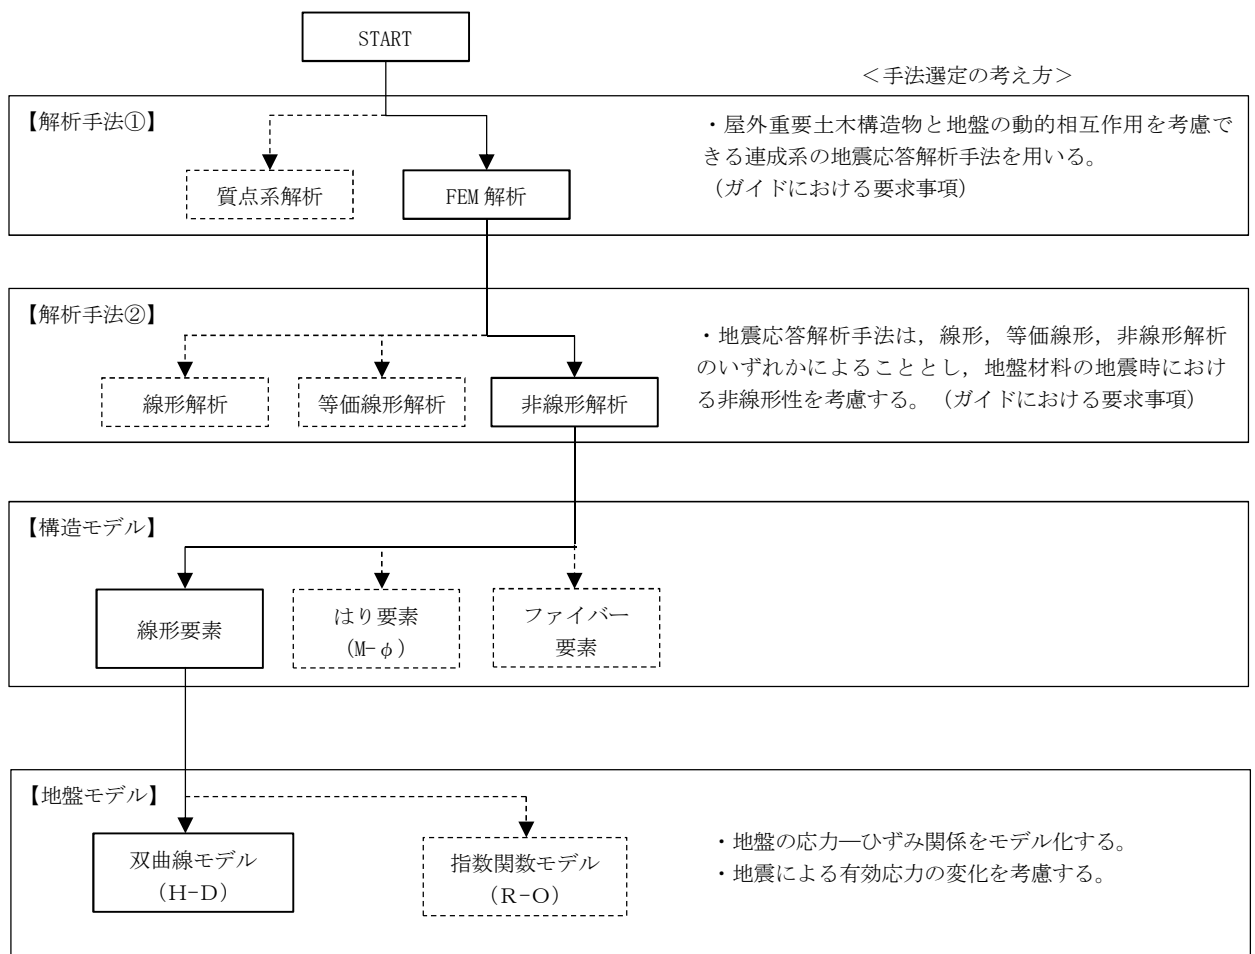 START
＜手法選定の考え方＞
【解析手法①】
・屋外重要土木構造物と地盤の動的相互作用を考慮で
きる連成系の地震応答解析手法を用いる。
（ガイドにおける要求事項）
質点系解析
FEM 解析
【解析手法②】
・地震応答解析手法は，線形，等価線形，非線形解析
のいずれかによることとし，地盤材料の地震時におけ
る非線形性を考慮する。（ガイドにおける要求事項）
線形解析
等価線形解析
非線形解析
【構造モデル】
線形要素
はり要素
（M-φ）
ファイバー
要素
【地盤モデル】
双曲線モデル
（H-D）
指数関数モデル
（R-O）
・地盤の応力―ひずみ関係をモデル化する。
・地震による有効応力の変化を考慮する。